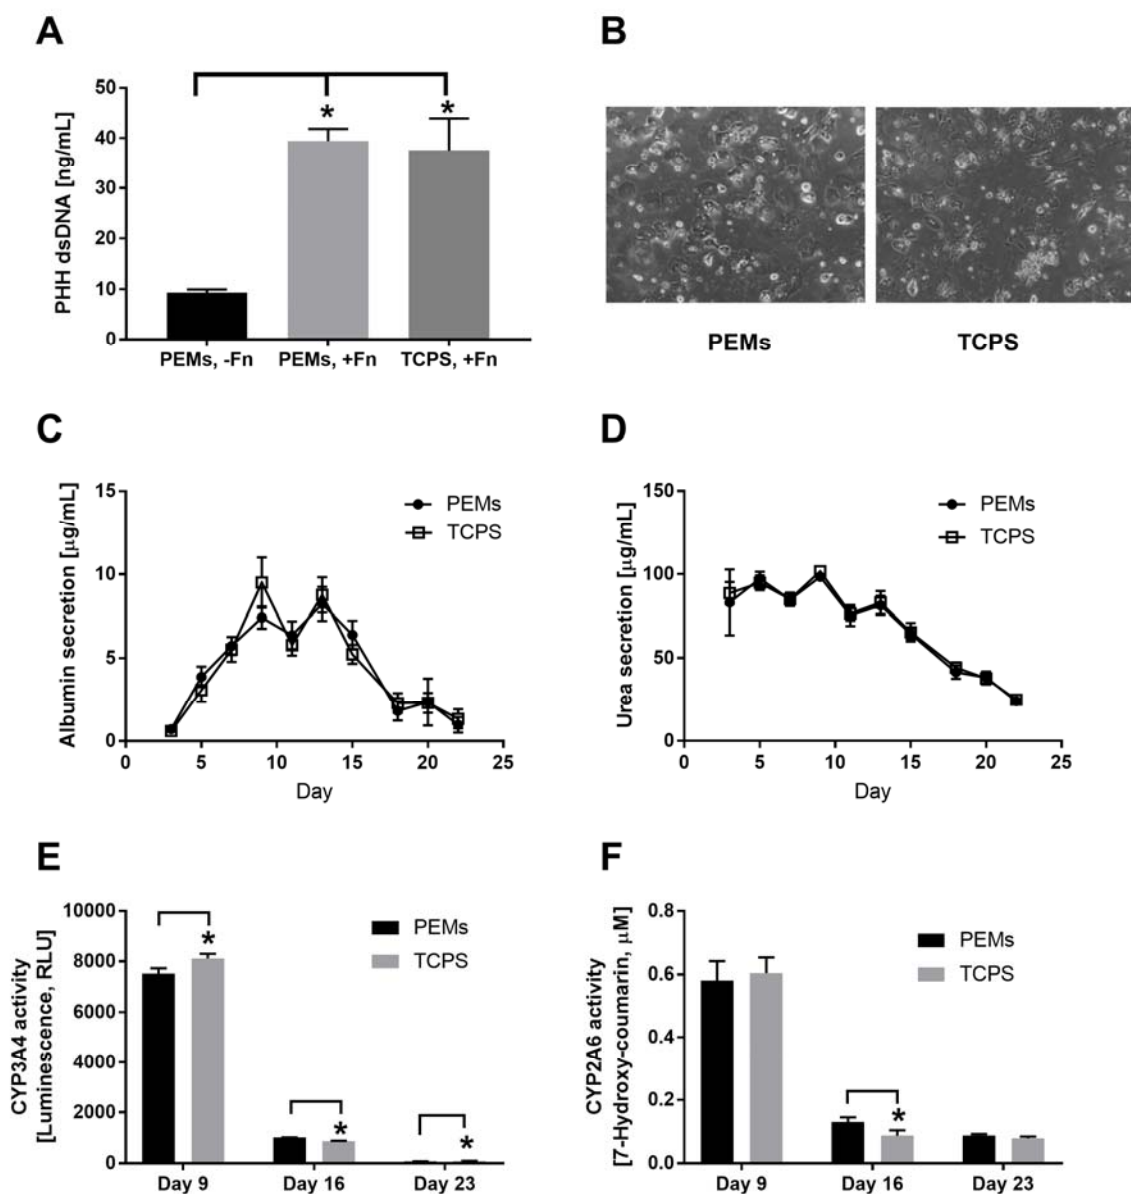 A
PHH dsDNA [ng/mL]
50
40
30
20
10
0
*
*
PEMs, -Fn
PEMs, +Fn
TCPS, +Fn
B
PEMs
TCPS
C
Albumin secretion [µg/mL]
15
10
5
0
PEMs
TCPS
0
5
10
15
20
25
Day
D
Urea secretion [µg/mL]
150
100
50
0
PEMs
TCPS
0
5
10
15
20
25
Day
E
CYP3A4 activity
[Luminescence, RLU]
10000
8000
6000
4000
2000
0
*
*
*
PEMs
TCPS
Day 9
Day 16
Day 23
F
CYP2A6 activity
[7-Hydroxy-coumarin, µM]
0.8
0.6
0.4
0.2
0.0
*
PEMs
TCPS
Day 9
Day 16
Day 23